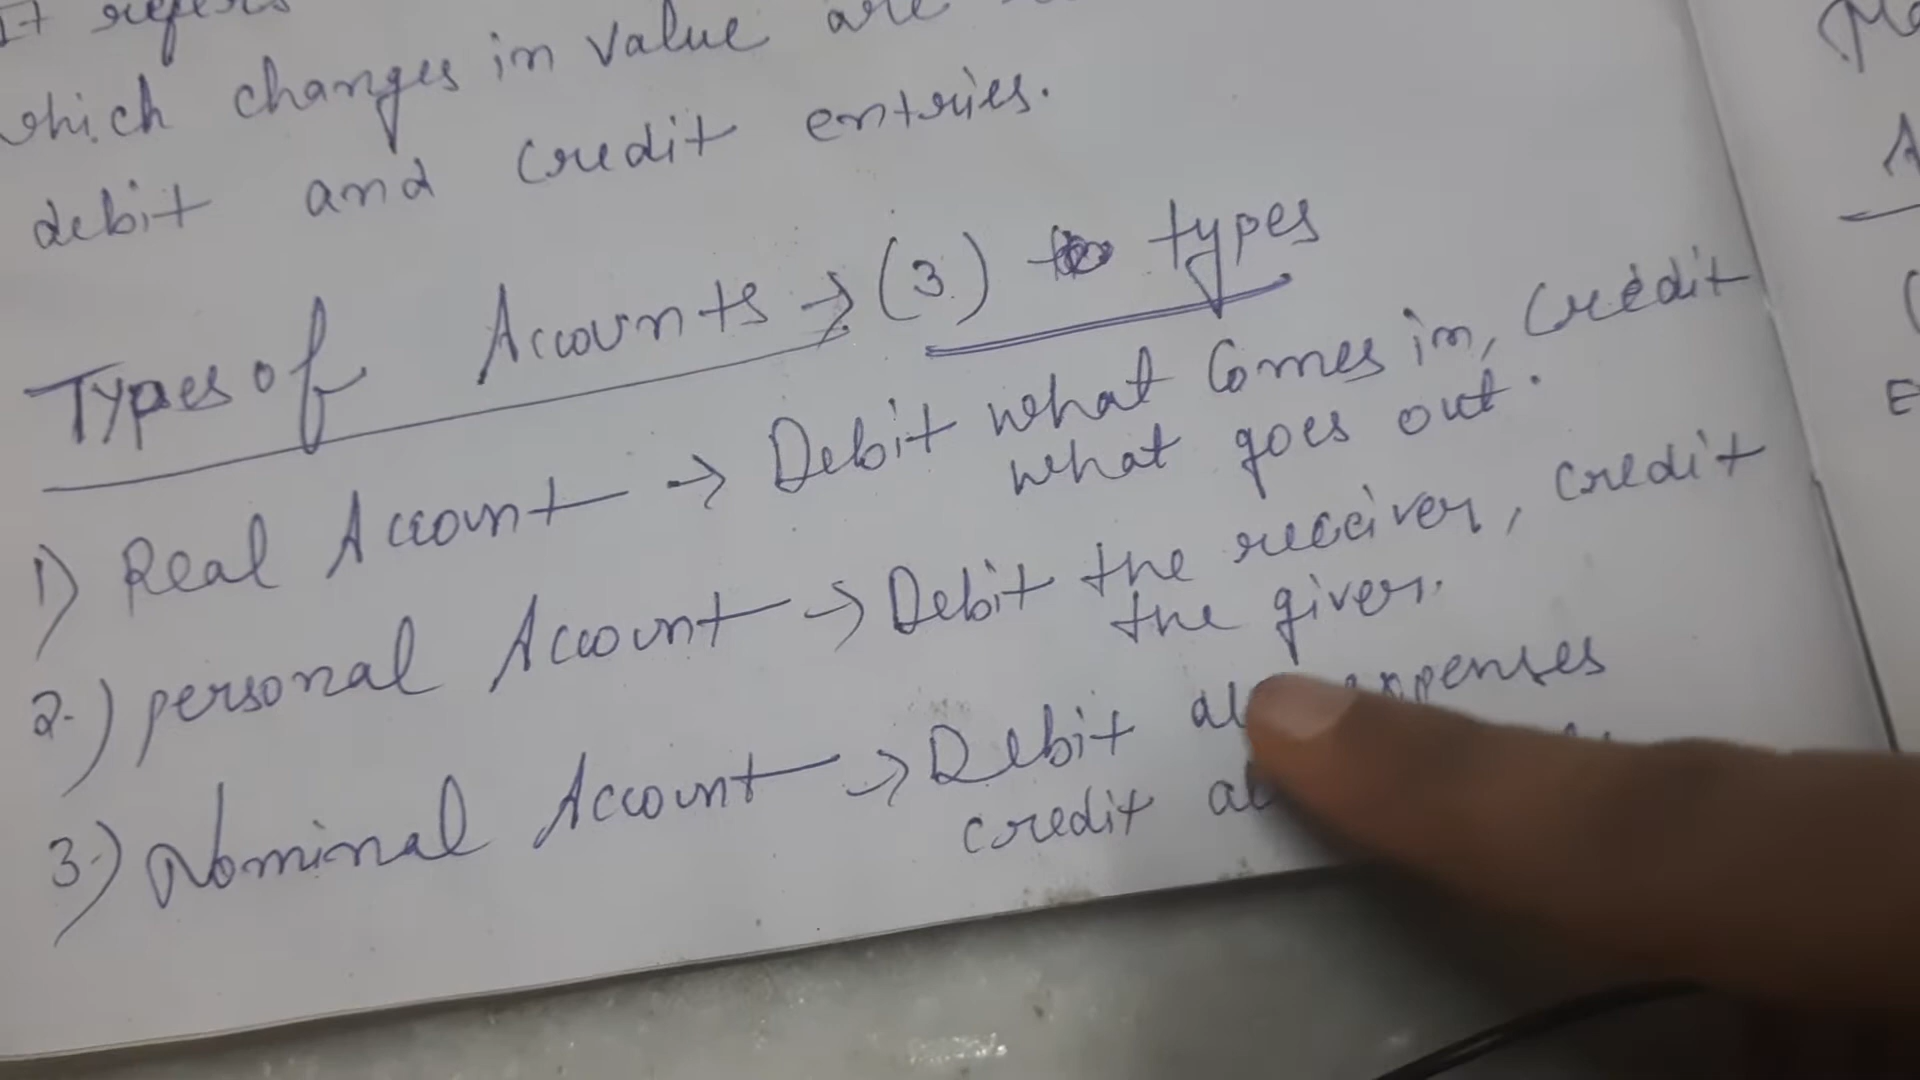 It refers
which changes in value are
debit and credit entries.
Types of Accounts → (3) types
1) Real Account → Debit what Comes in, Credit
what goes out.
2.) personal Account → Debit the receiver, credit
the giver.
3.) Nominal Account → Debit expenses
credit